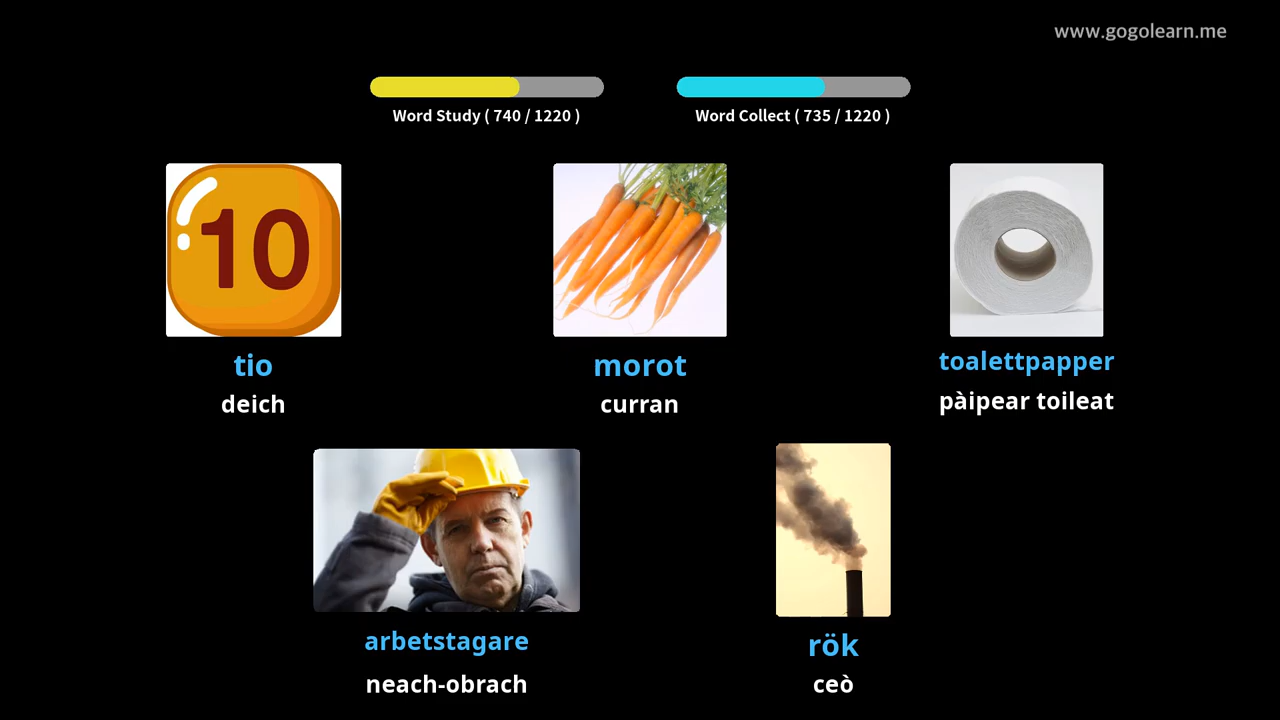 www.gogolearn.me
Word Study ( 740 / 1220 )
Word Collect ( 735 / 1220 )
10
tio
deich
morot
curran
toalettpapper
pàipear toileat
arbetstagare
neach-obrach
rök
ceò